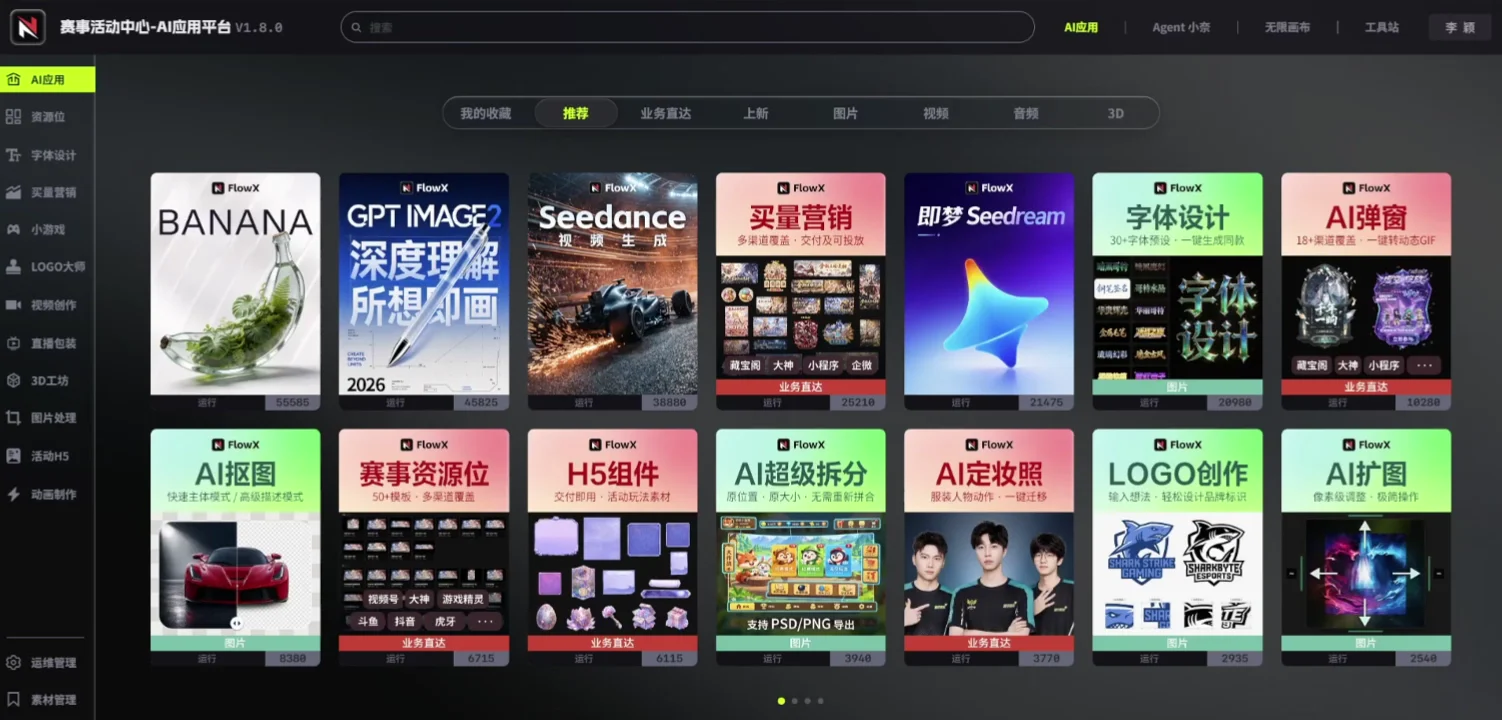 赛事活动中心-AI应用平台 V1.8.0
搜索
AI应用
Agent 小奈
无限画布
工具站
李 颖
AI应用
资源位
字体设计
买量营销
小游戏
LOGO大师
视频创作
直播包装
3D工坊
图片处理
活动H5
动画制作
运维管理
素材管理
我的收藏
推荐
业务直达
上新
图片
视频
音频
3D
FlowX
BANANA
运行 55585
FlowX
GPT IMAGE2
深度理解
所想即画
CREATE
BEYOND
LIMITS
2026
运行 45825
FlowX
Seedance
视频生成
运行 38880
FlowX
买量营销
多渠道覆盖 · 交付及可投放
藏宝阁 大神 小程序 企微
业务直达
运行 25210
FlowX
即梦 Seedream
运行 21475
FlowX
字体设计
30+字体预设 · 一键生成同款
字体
设计
图片
运行 20980
FlowX
AI弹窗
18+渠道覆盖 · 一键转动态GIF
藏宝阁 大神 小程序 ···
业务直达
运行 10280
FlowX
AI抠图
快速主体模式 / 高级描述模式
图片
运行 8380
FlowX
赛事资源位
50+模板 · 多渠道覆盖
视频号 大神 游戏精灵
斗鱼 抖音 虎牙 ···
业务直达
运行 6715
FlowX
H5组件
交付即用 · 活动玩法素材
业务直达
运行 6115
FlowX
AI超级拆分
原位置 · 原大小 · 无需重新拼合
支持 PSD/PNG 导出
图片
运行 3940
FlowX
AI定妆照
服装人物动作 · 一键迁移
业务直达
运行 3770
FlowX
LOGO创作
输入想法 · 轻松设计品牌标识
SHARK STRIKE
GAMING
SHARKBYTE
ESPORTS
图片
运行 2935
FlowX
AI扩图
像素级调整 · 极简操作
图片
运行 2540